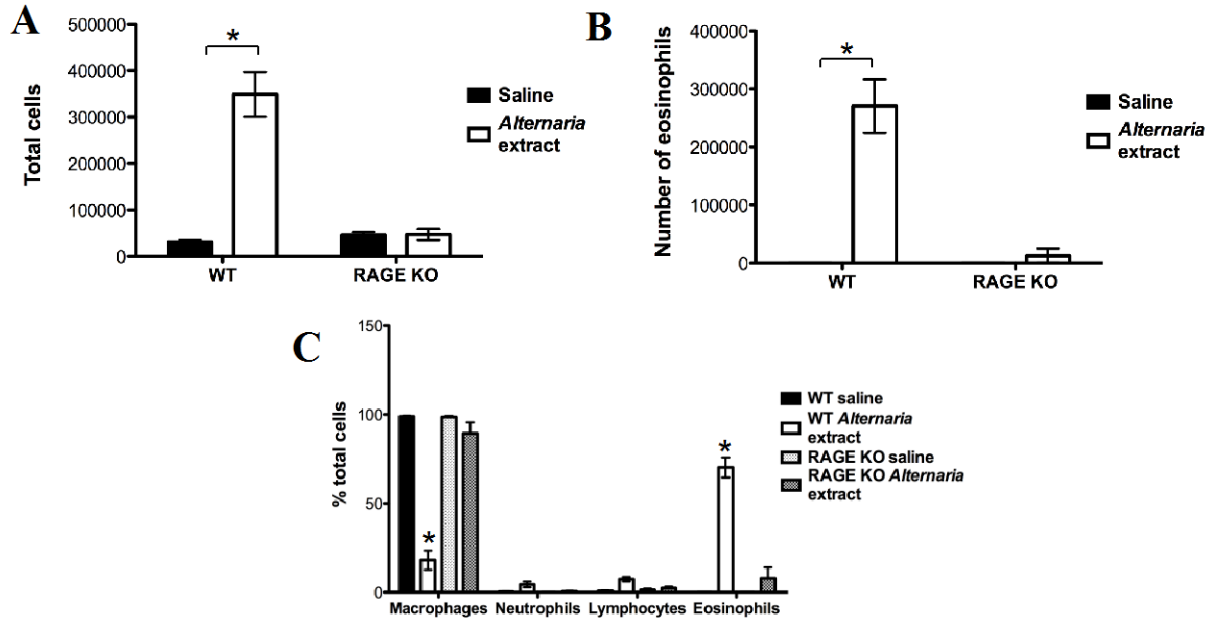 A
Total cells
500000
400000
300000
200000
100000
0
*
WT
RAGE KO
Saline
Alternaria
extract
B
Number of eosinophils
400000
300000
200000
100000
0
*
WT
RAGE KO
Saline
Alternaria
extract
C
% total cells
150
100
50
0
*
*
Macrophages
Neutrophils
Lymphocytes
Eosinophils
WT saline
WT Alternaria
extract
RAGE KO saline
RAGE KO Alternaria
extract